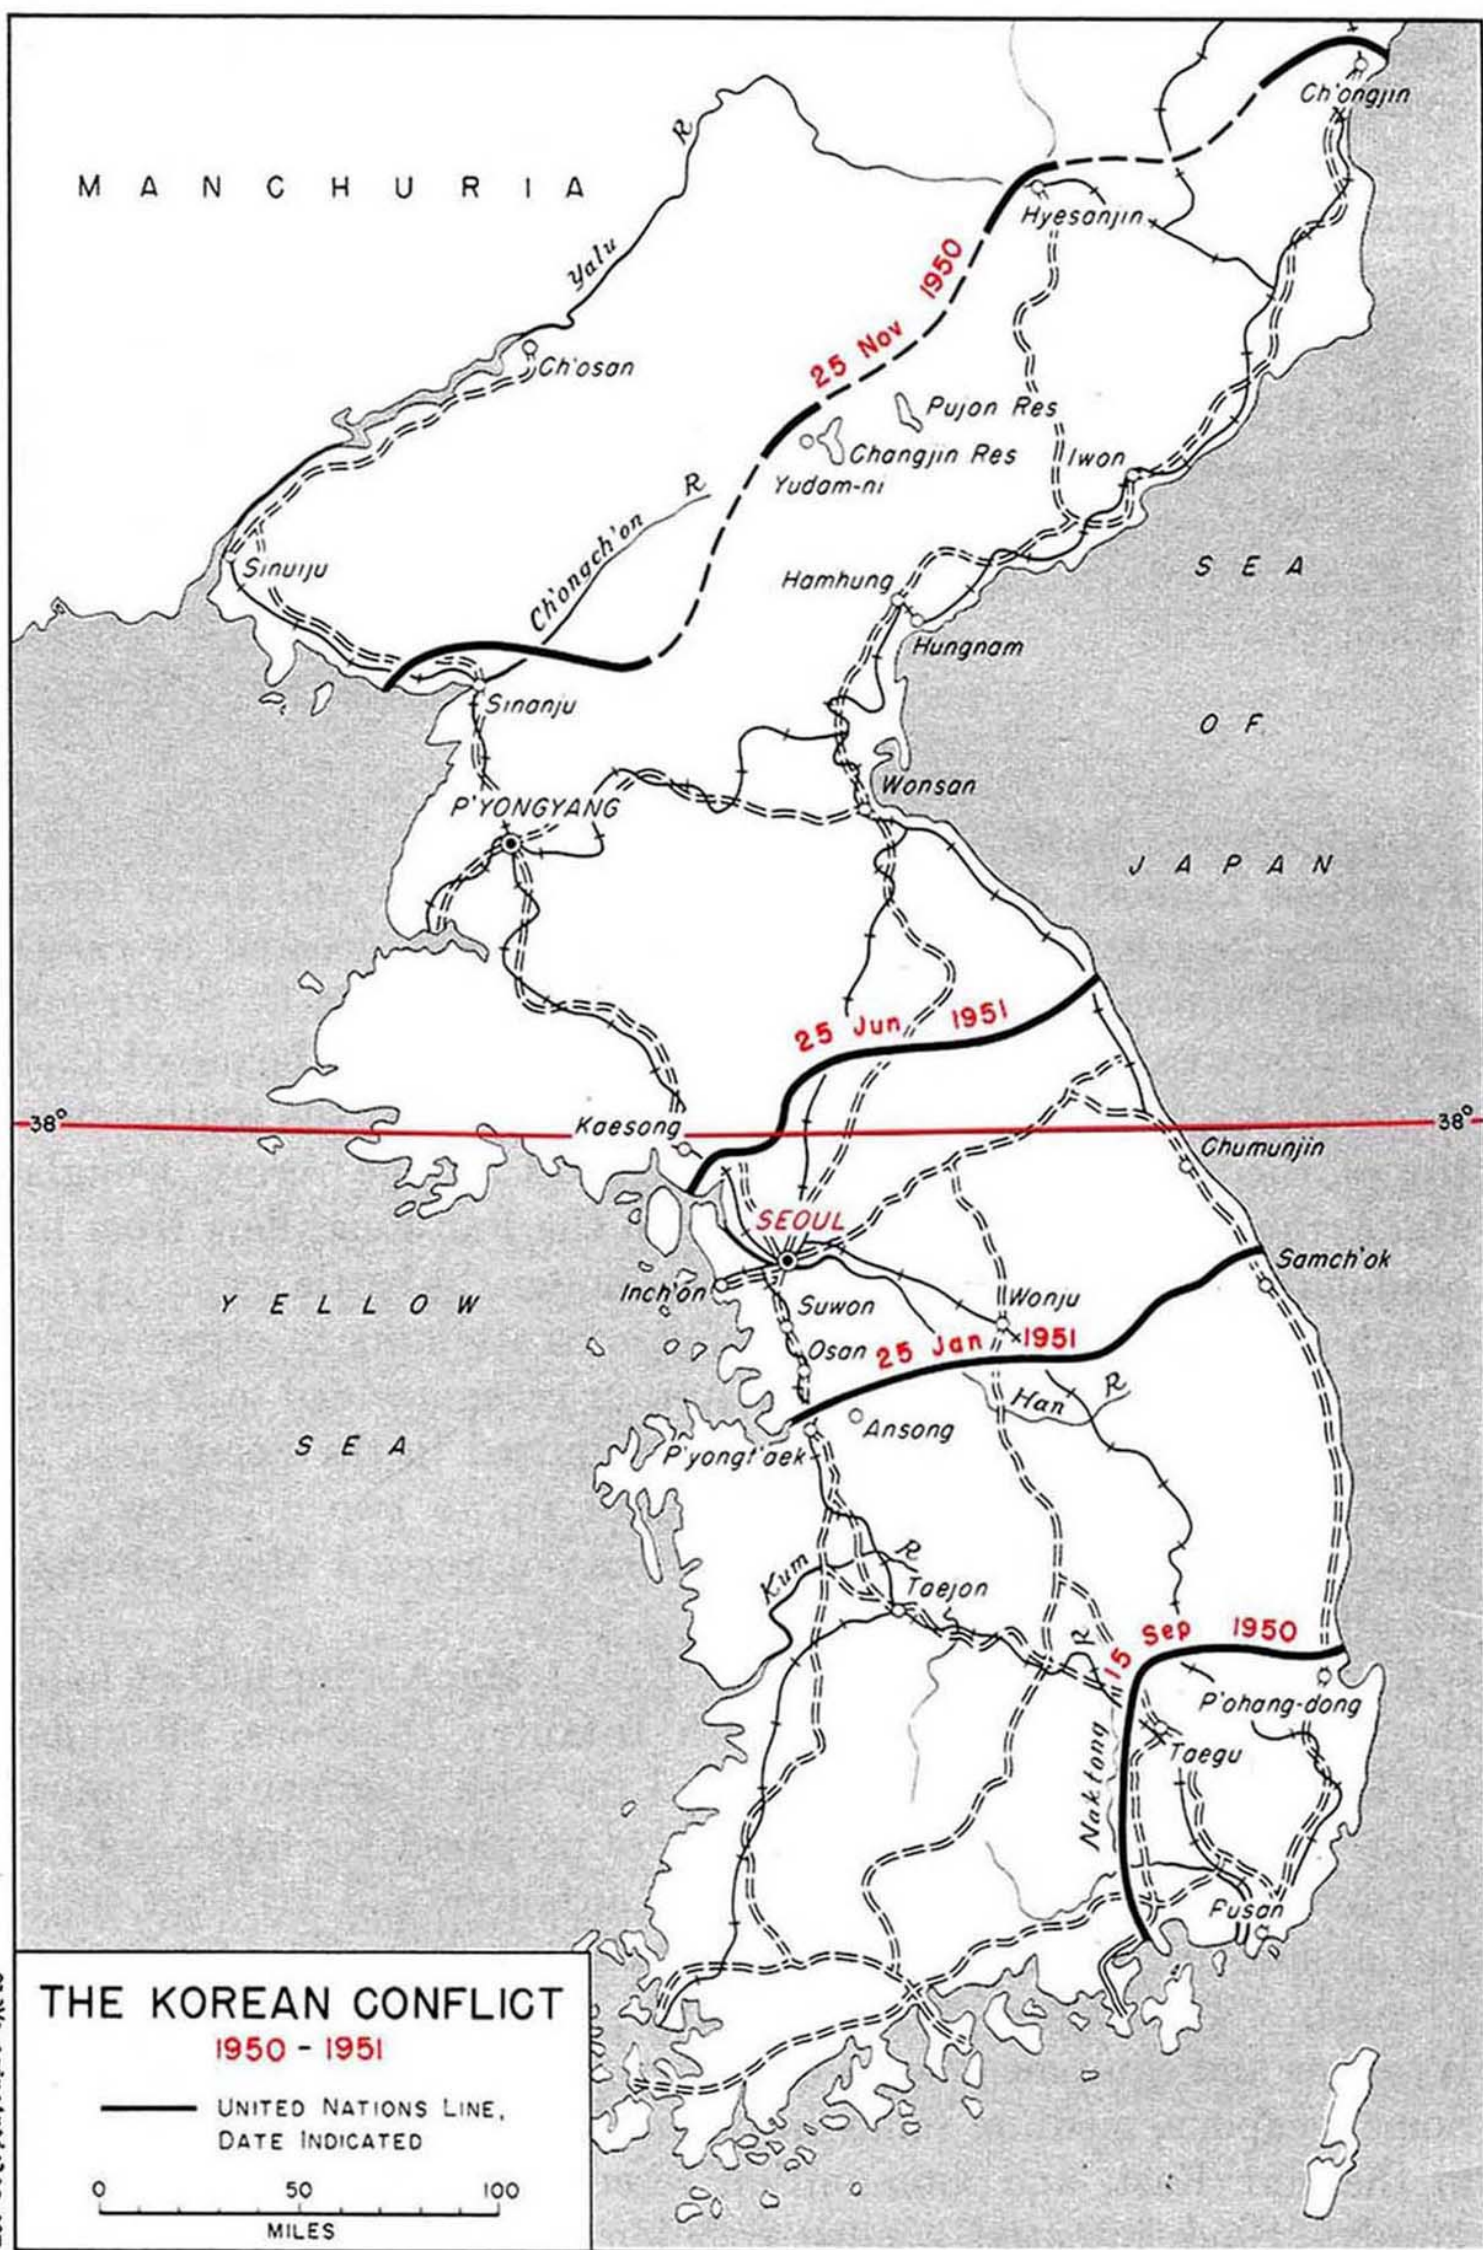 Ch'ongjin
MANCHURIA
R
Hyesanjin
Yalu
25 Nov 1950
Ch'osan
Pujon Res
Changjin Res
Iwon
Yudam-ni
R
Ch'ongch'on
SEA
Sinuiju
Hamhung
Hungnam
Sinanju
OF
Wonsan
P'YONGYANG
JAPAN
25 Jun 1951
38°
38°
Kaesong
Chumunjin
SEOUL
Samch'ok
Inch'on
YELLOW
Suwon
Wonju
Osan
25 Jan 1951
Han R
Ansong
SEA
P'yongt'aek
Kum R
Taejon
R
15 Sep 1950
P'ohang-dong
Naktong
Taegu
Pusan
THE KOREAN CONFLICT
1950 - 1951
UNITED NATIONS LINE,
DATE INDICATED
0 50 100
MILES